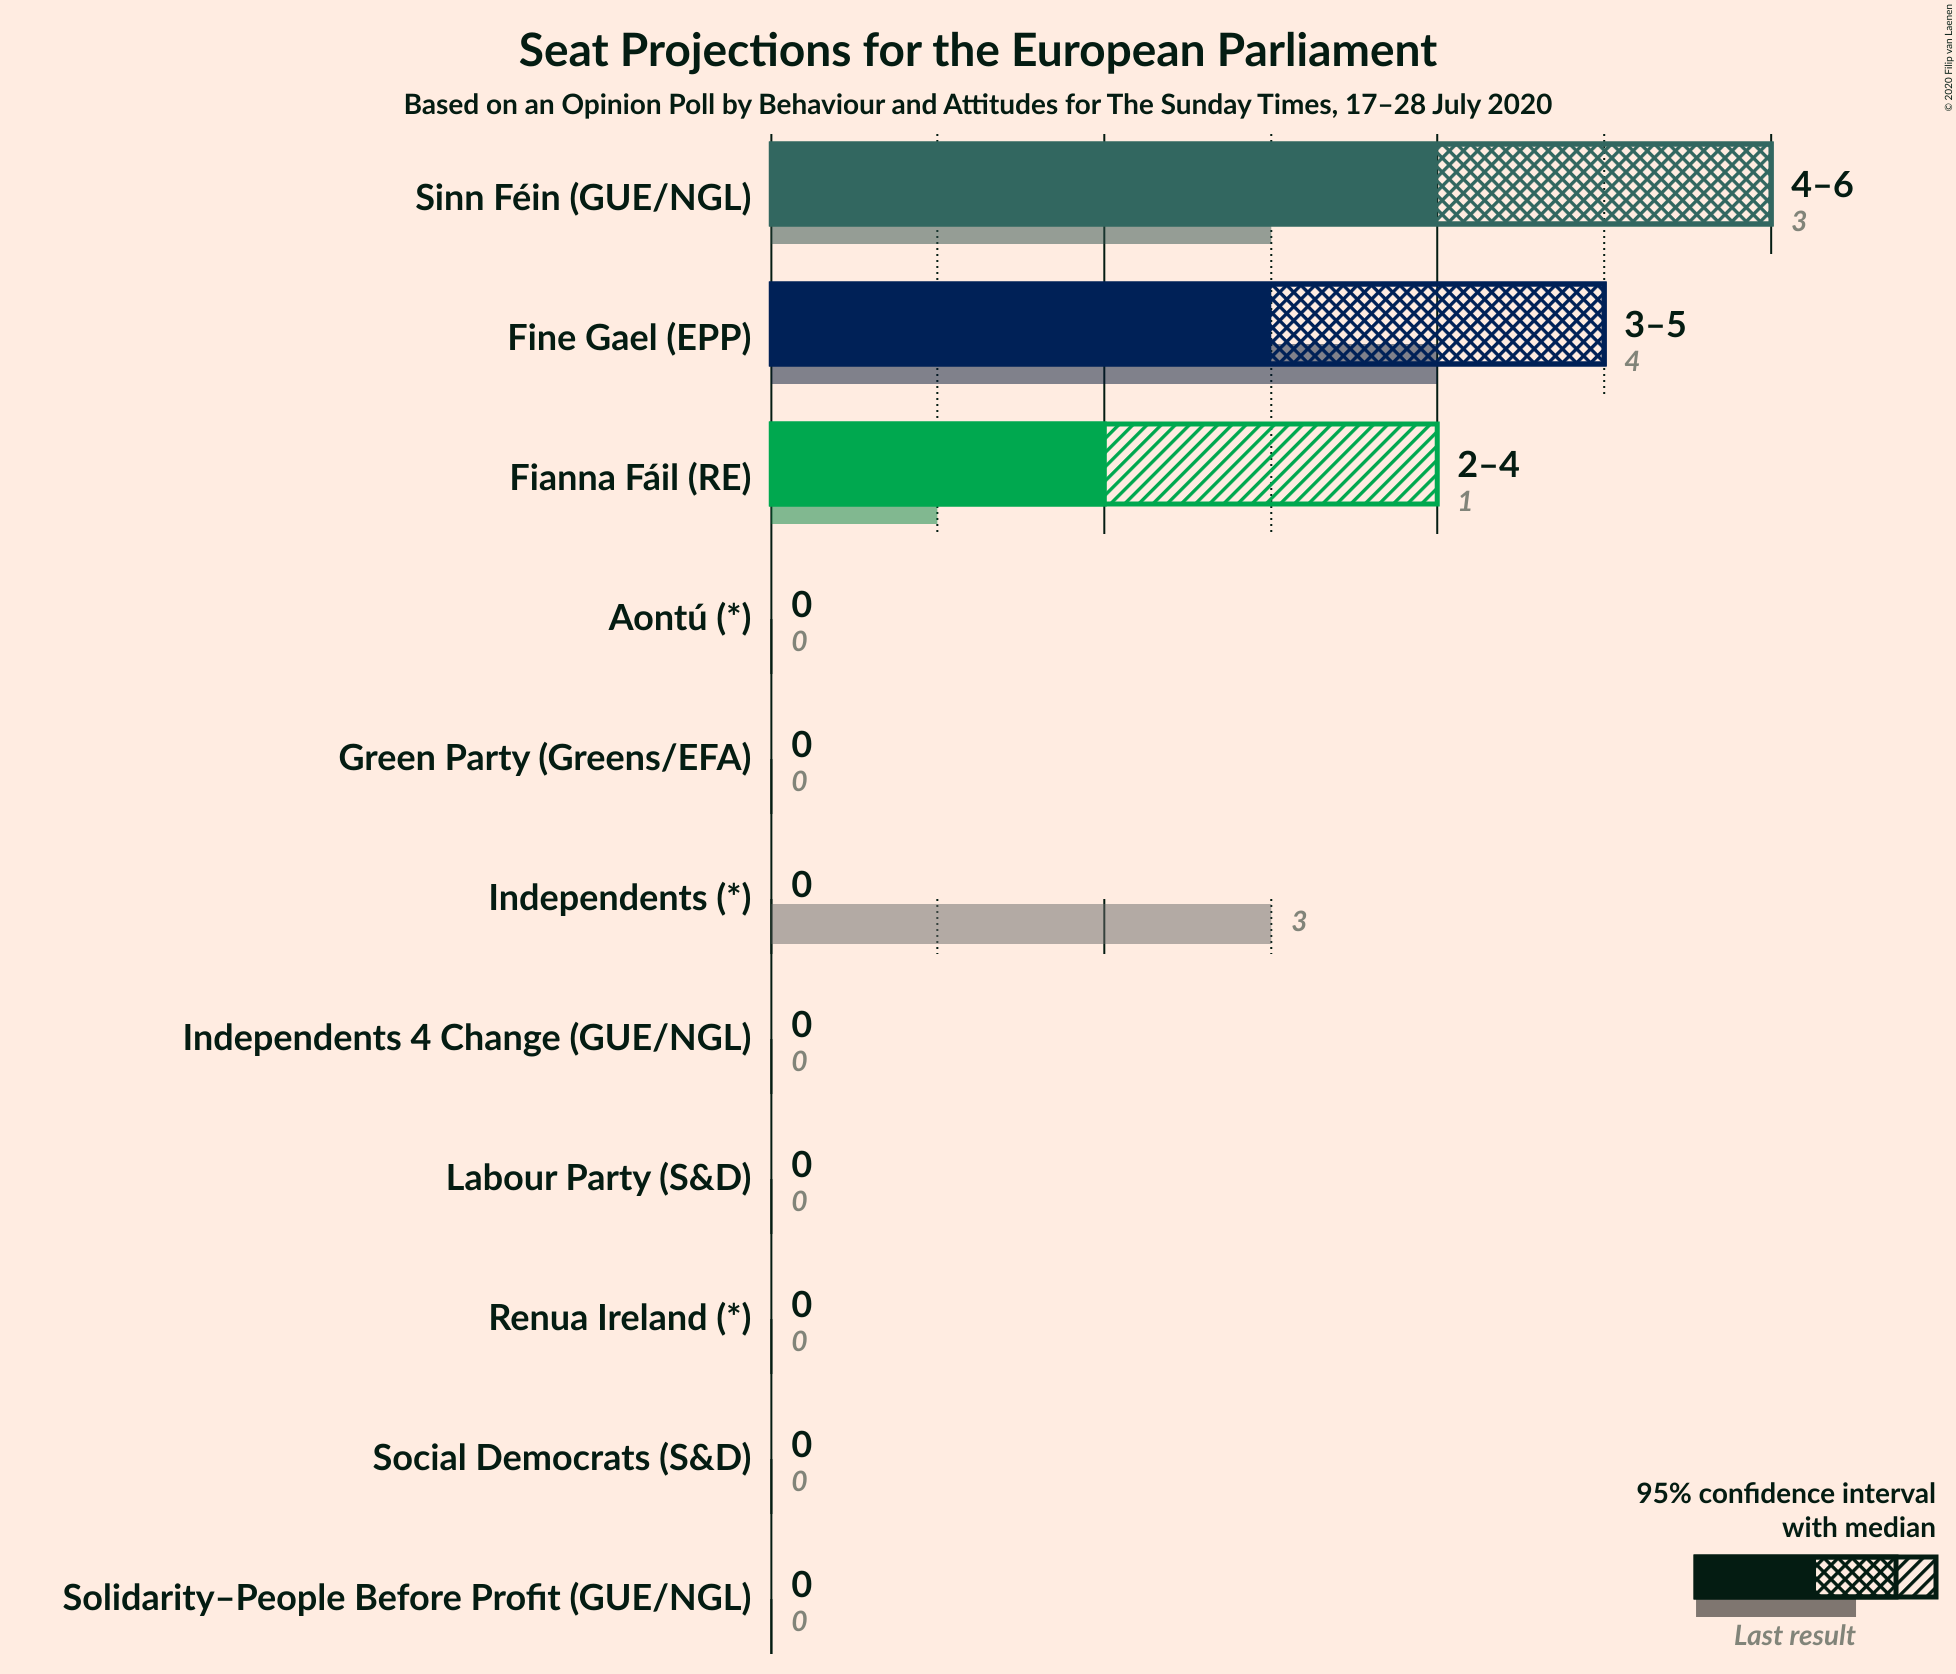 Seat Projections for the European Parliament
Based on an Opinion Poll by Behaviour and Attitudes for The Sunday Times, 17–28 July 2020
© 2020 Filip van Laenen
Sinn Féin (GUE/NGL)
4–6
3
Fine Gael (EPP)
3–5
4
Fianna Fáil (RE)
2–4
1
Aontú (*)
0
0
Green Party (Greens/EFA)
0
0
Independents (*)
0
3
Independents 4 Change (GUE/NGL)
0
0
Labour Party (S&D)
0
0
Renua Ireland (*)
0
0
Social Democrats (S&D)
0
0
Solidarity–People Before Profit (GUE/NGL)
0
0
95% confidence interval
with median
Last result